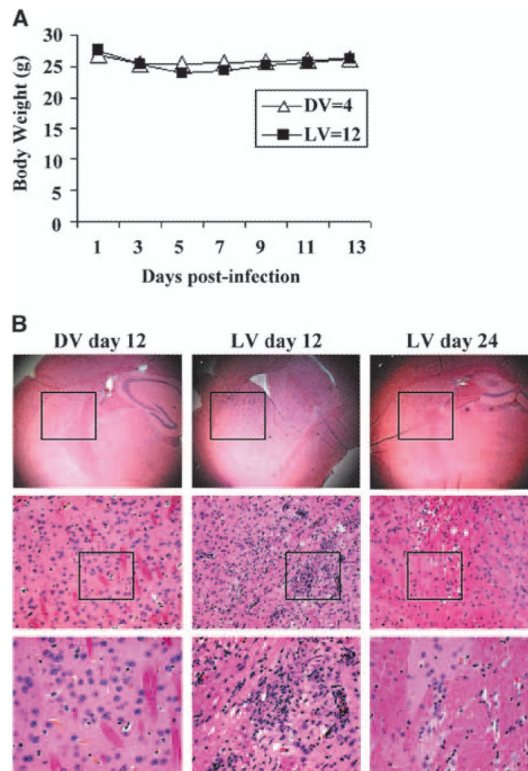 A
30
25
20
15
10
5
0
Body Weight (g)
DV=4
LV=12
1 3 5 7 9 11 13
Days post-infection
B
DV day 12 LV day 12 LV day 24